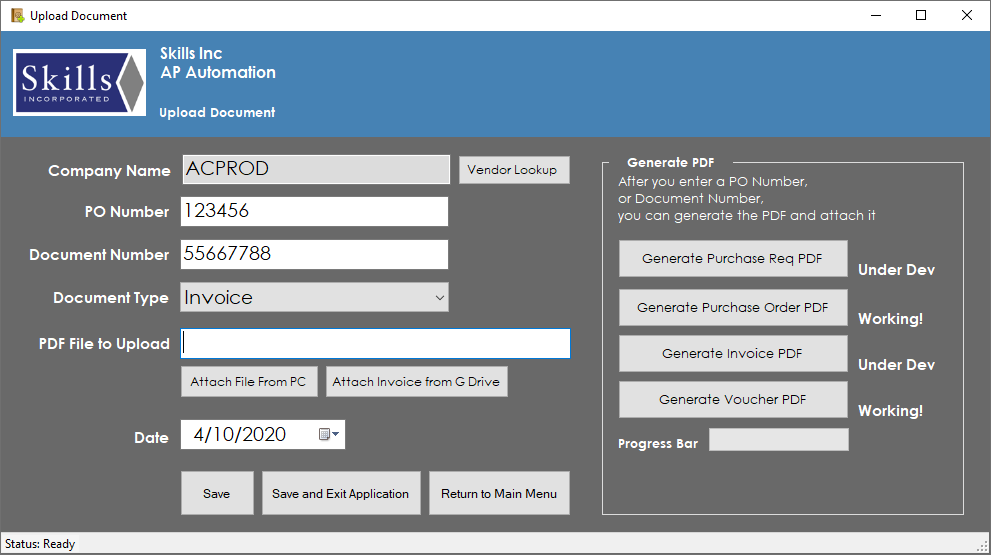 Upload Document
Skills
INCORPORATED
Skills Inc
AP Automation
Upload Document
Company Name
ACPROD
Vendor Lookup
PO Number
123456
Document Number
55667788
Document Type
Invoice
PDF File to Upload
Attach File From PC
Attach Invoice from G Drive
Date
4/10/2020
Save
Save and Exit Application
Return to Main Menu
Generate PDF
After you enter a PO Number,
or Document Number,
you can generate the PDF and attach it
Generate Purchase Req PDF
Under Dev
Generate Purchase Order PDF
Working!
Generate Invoice PDF
Under Dev
Generate Voucher PDF
Working!
Progress Bar
Status: Ready